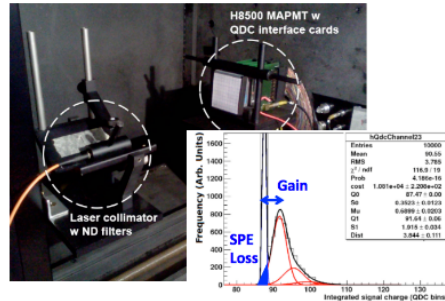 H8500 MAPMT w
QDC interface cards
Laser collimator
w ND filters
Frequency (Arb. Units)
1600
1400
1200
1000
800
600
400
200
0
Gain
SPE
Loss
hQdcChannel23
Entries 10000
Mean 90.55
RMS 3.785
χ² / ndf 116.9 / 19
Prob 4.186e-16
cost 1.001e+04 ± 2.206e+02
Q0 87.47 ± 0.00
S0 0.3523 ± 0.0123
Mu 0.6899 ± 0.0203
Q1 91.64 ± 0.06
S1 1.915 ± 0.034
Dist 3.844 ± 0.111
80 90 100 110 120 130
Integrated signal charge (QDC bins